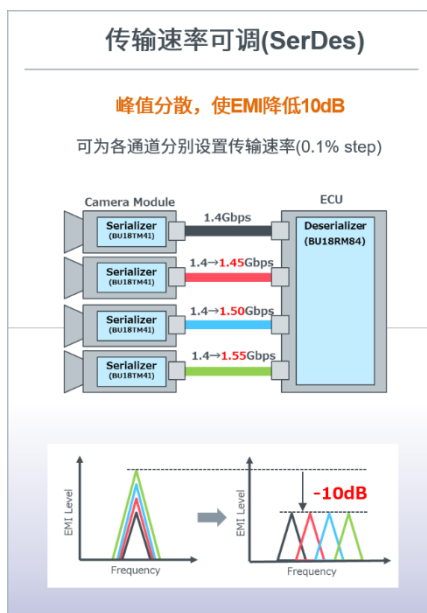 传输速率可调(SerDes)
峰值分散，使EMI降低10dB
可为各通道分别设置传输速率(0.1% step)
Camera Module
ECU
Serializer
(BU18TM41)
1.4Gbps
Deserializer
(BU18RM84)
Serializer
(BU18TM41)
1.4→1.45Gbps
Serializer
(BU18TM41)
1.4→1.50Gbps
Serializer
(BU18TM41)
1.4→1.55Gbps
EMI Level
Frequency
EMI Level
-10dB
Frequency